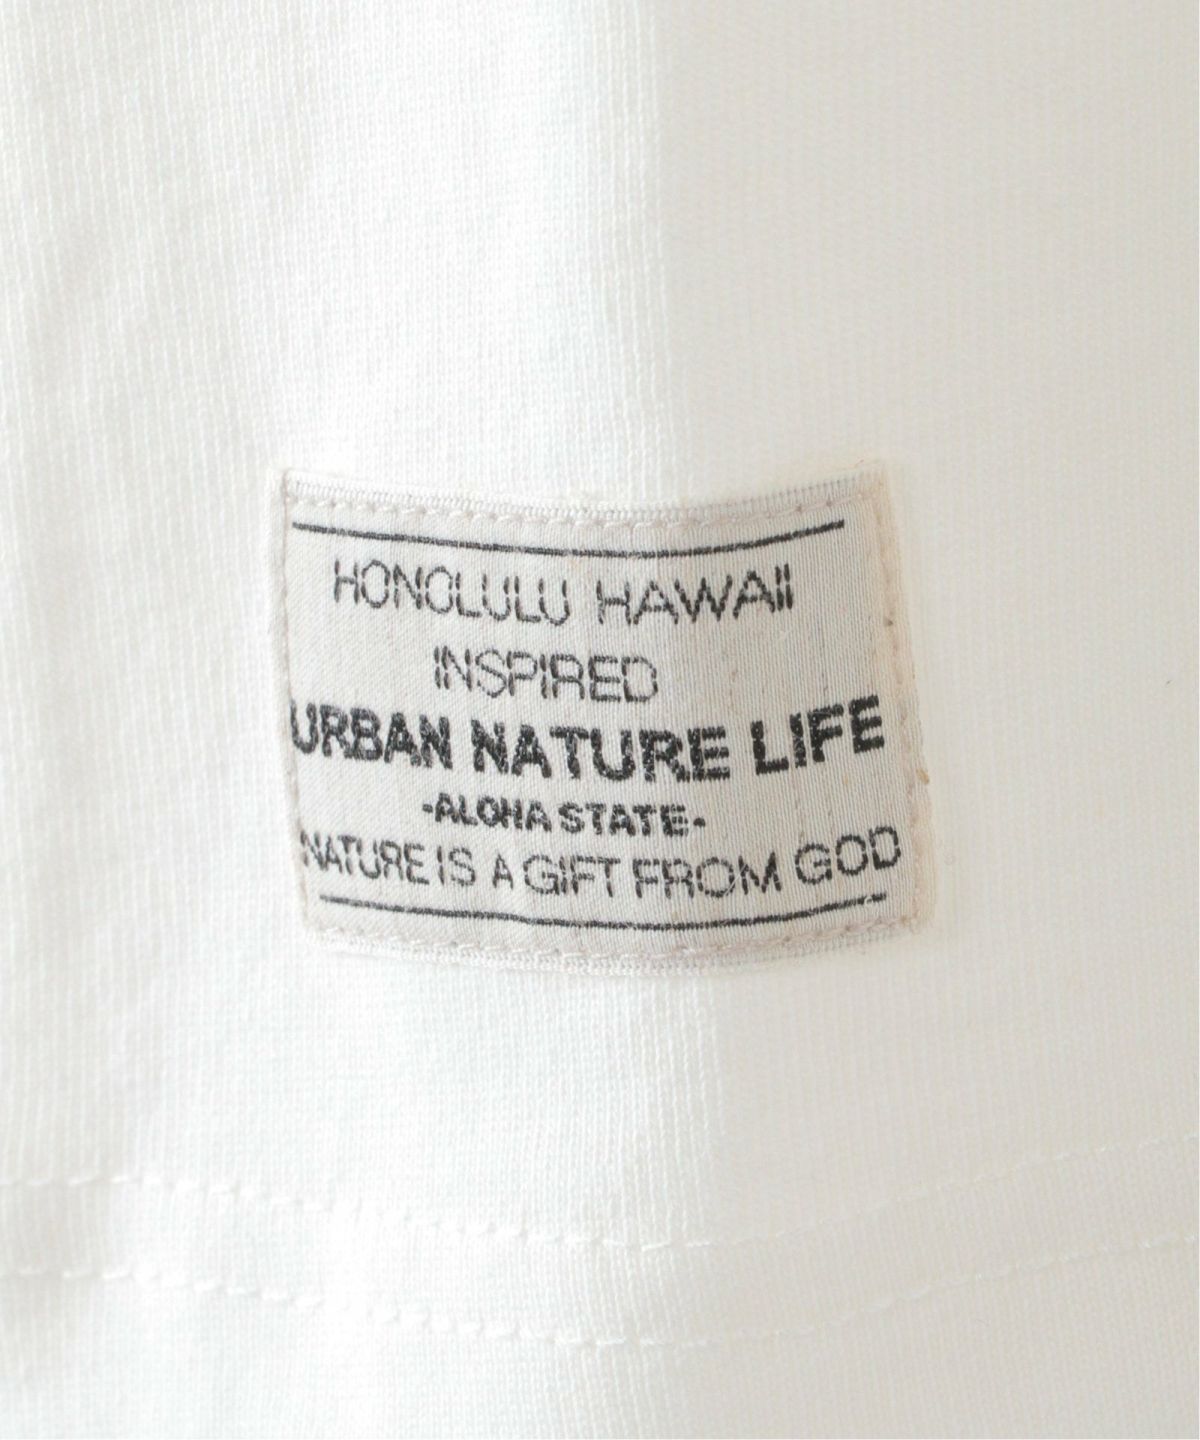 HONOLULU HAWAII
INSPIRED
URBAN NATURE LIFE
-ALOHA STATE-
NATURE IS A GIFT FROM GOD